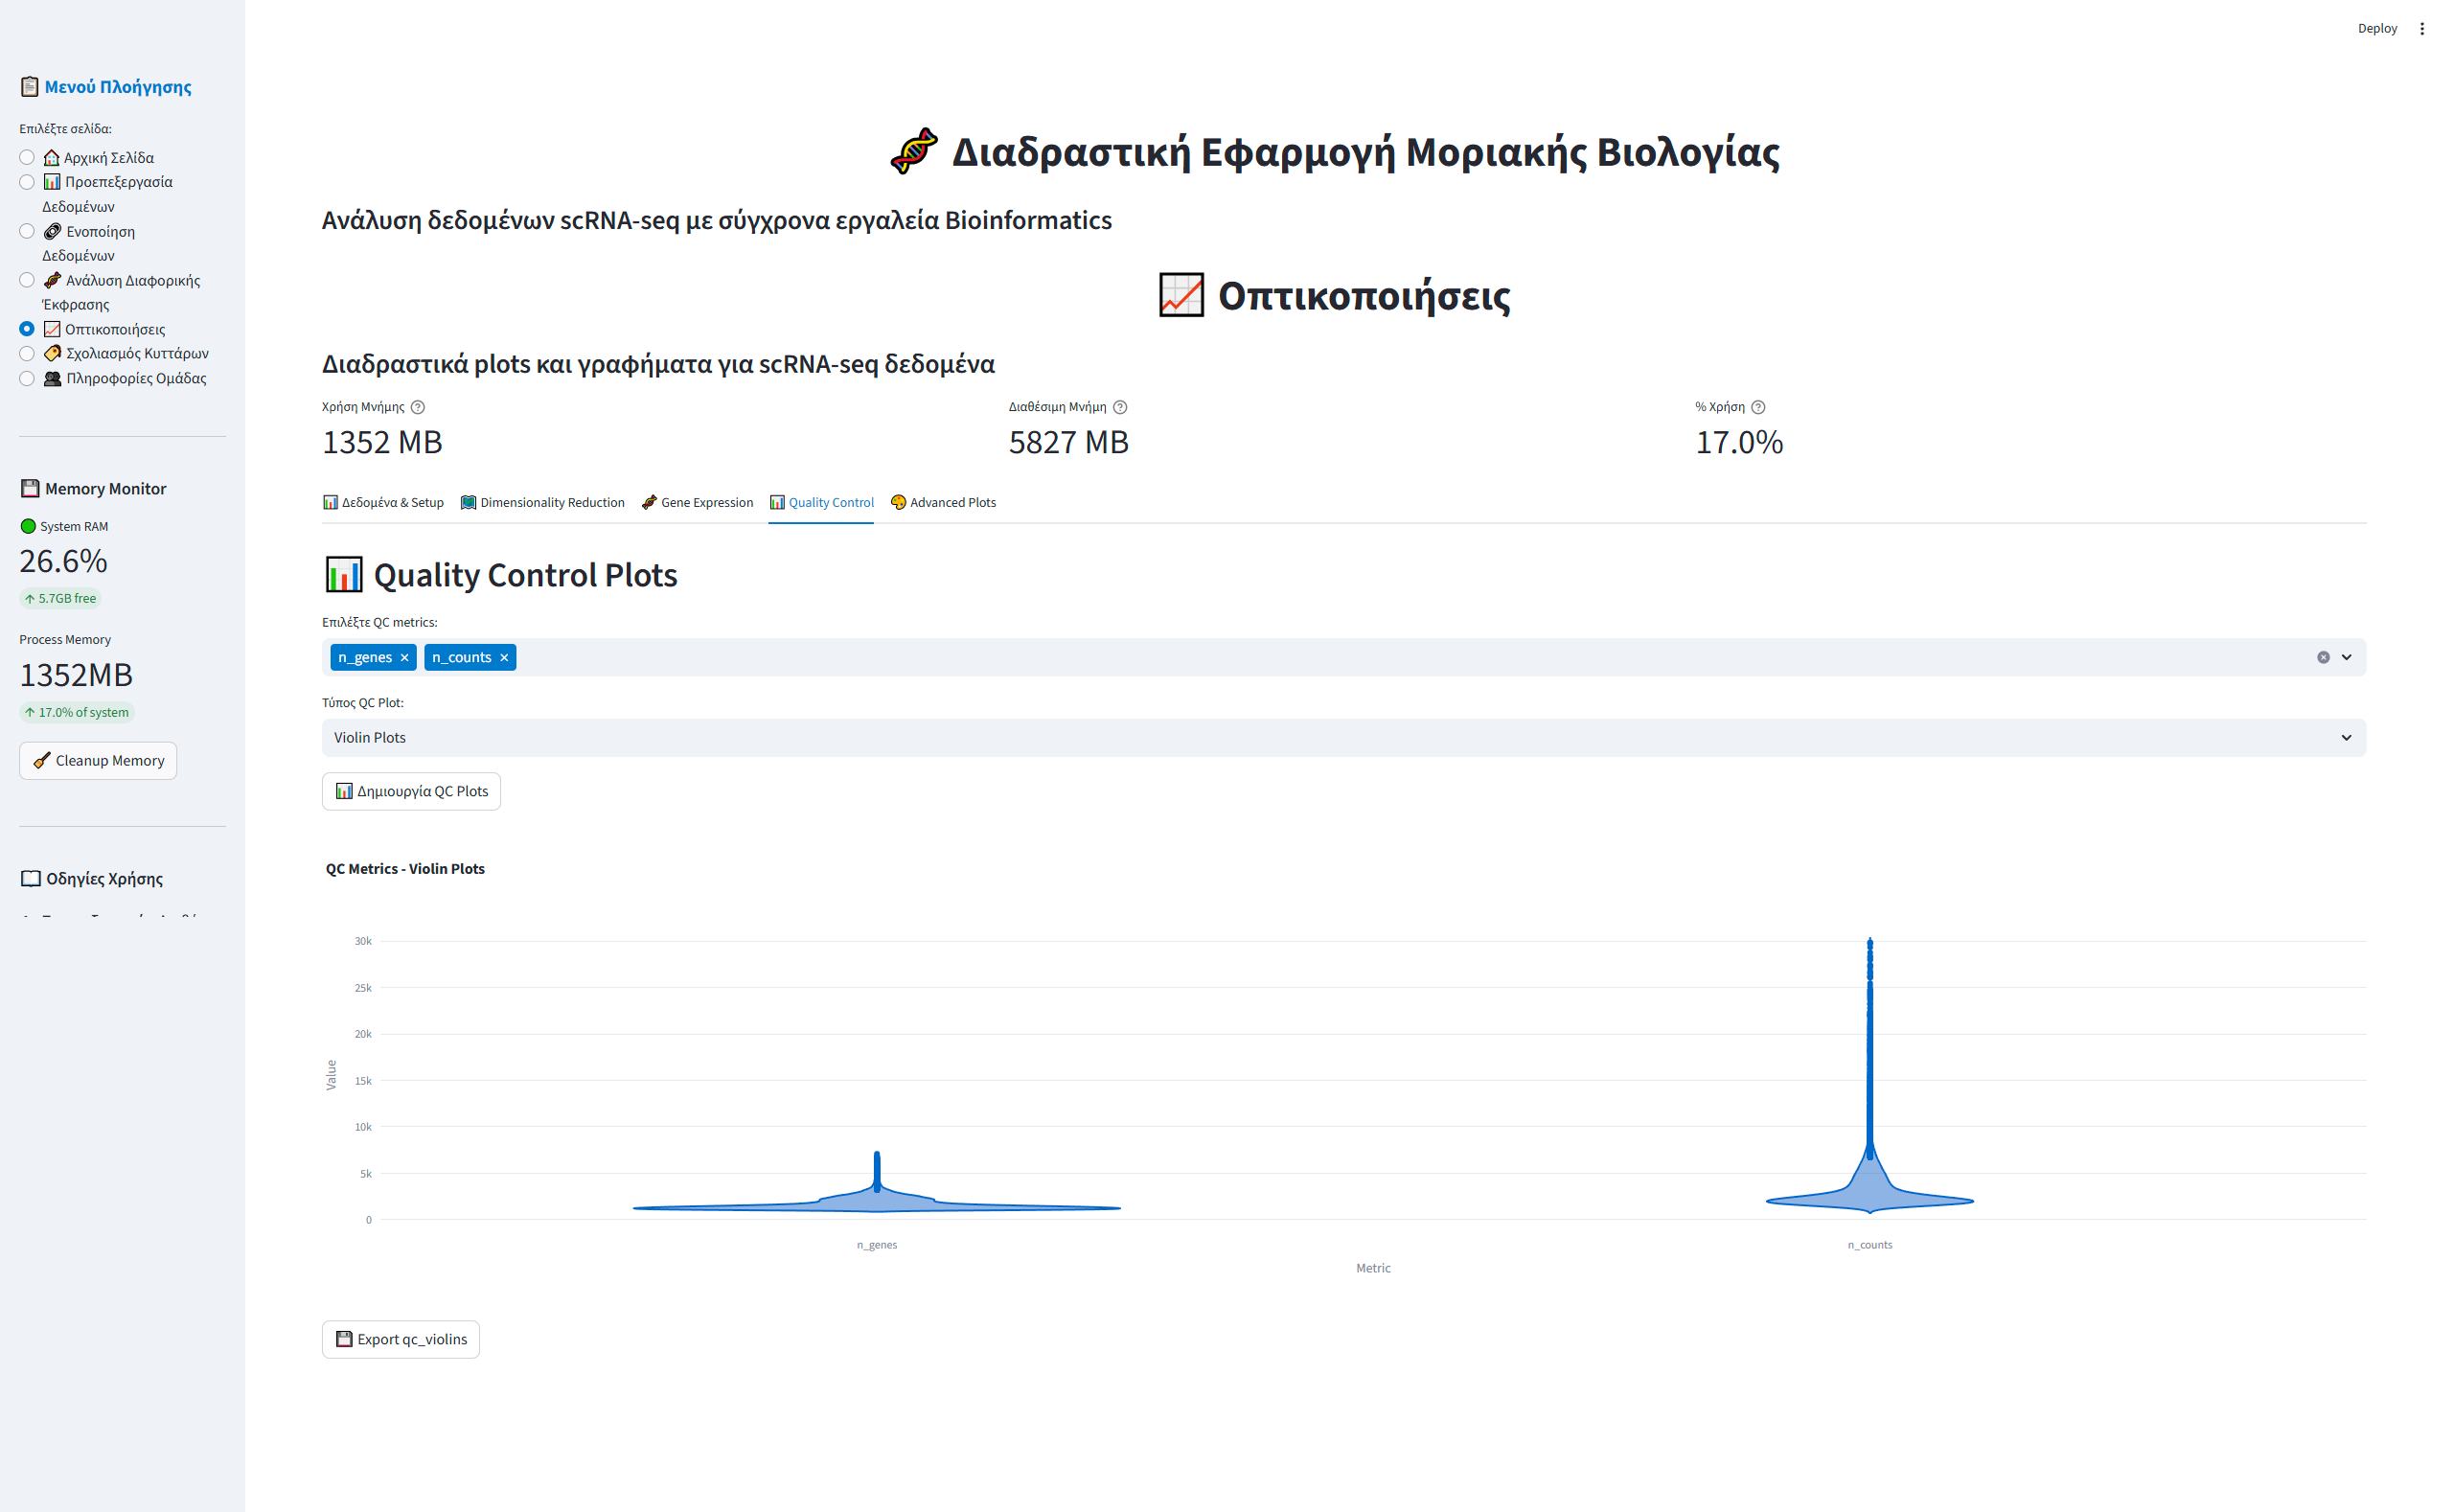 Deploy
Μενού Πλοήγησης
Επιλέξτε σελίδα:
Αρχική Σελίδα
Προεπεξεργασία
Δεδομένων
Ενοποίηση
Δεδομένων
Ανάλυση Διαφορικής
Έκφρασης
Οπτικοποιήσεις
Σχολιασμός Κυττάρων
Πληροφορίες Ομάδας
Memory Monitor
System RAM
26.6%
↑ 5.7GB free
Process Memory
1352MB
↑ 17.0% of system
Cleanup Memory
Οδηγίες Χρήσης
Διαδραστική Εφαρμογή Μοριακής Βιολογίας
Ανάλυση δεδομένων scRNA-seq με σύγχρονα εργαλεία Bioinformatics
Οπτικοποιήσεις
Διαδραστικά plots και γραφήματα για scRNA-seq δεδομένα
Χρήση Μνήμης
1352 MB
Διαθέσιμη Μνήμη
5827 MB
% Χρήση
17.0%
Δεδομένα & Setup Dimensionality Reduction Gene Expression Quality Control Advanced Plots
Quality Control Plots
Επιλέξτε QC metrics:
n_genes × n_counts ×
Τύπος QC Plot:
Violin Plots
Δημιουργία QC Plots
QC Metrics - Violin Plots
30k
25k
20k
15k
10k
5k
0
Value
n_genes n_counts
Metric
Export qc_violins